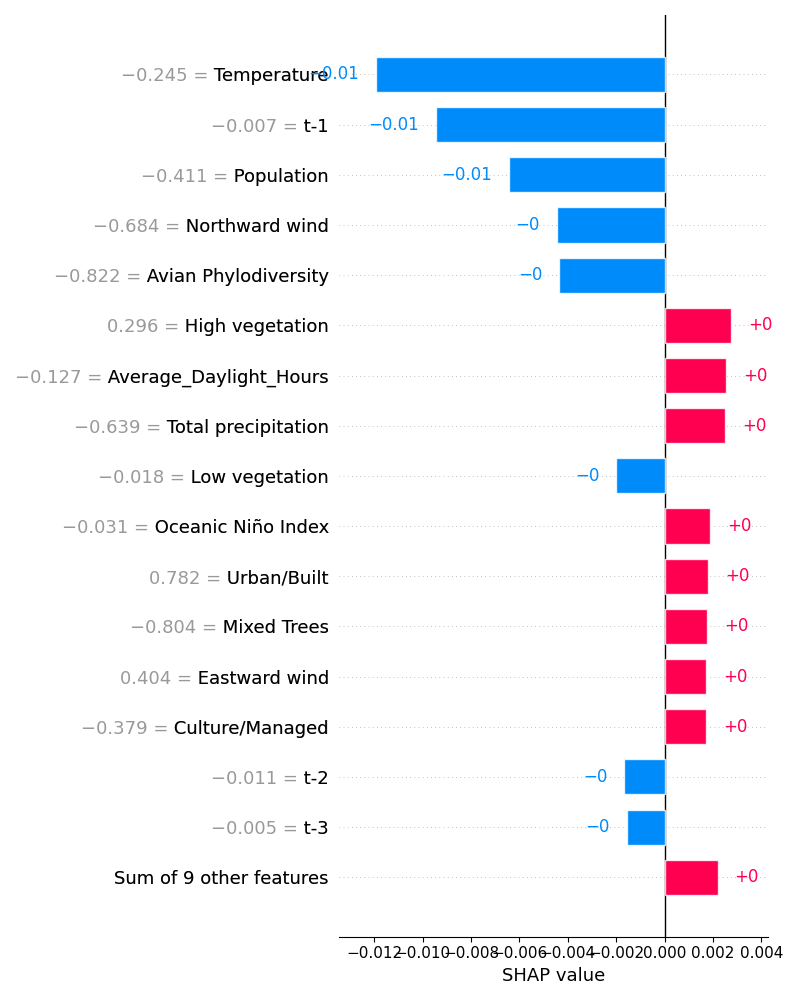 −0.245 = Temperature −0.01
−0.007 = t-1 −0.01
−0.411 = Population −0.01
−0.684 = Northward wind −0
−0.822 = Avian Phylodiversity −0
0.296 = High vegetation +0
−0.127 = Average_Daylight_Hours +0
−0.639 = Total precipitation +0
−0.018 = Low vegetation −0
−0.031 = Oceanic Niño Index +0
0.782 = Urban/Built +0
−0.804 = Mixed Trees +0
0.404 = Eastward wind +0
−0.379 = Culture/Managed +0
−0.011 = t-2 −0
−0.005 = t-3 −0
Sum of 9 other features +0
−0.012 −0.010 −0.008 −0.006 −0.004 −0.002 0.000 0.002 0.004
SHAP value